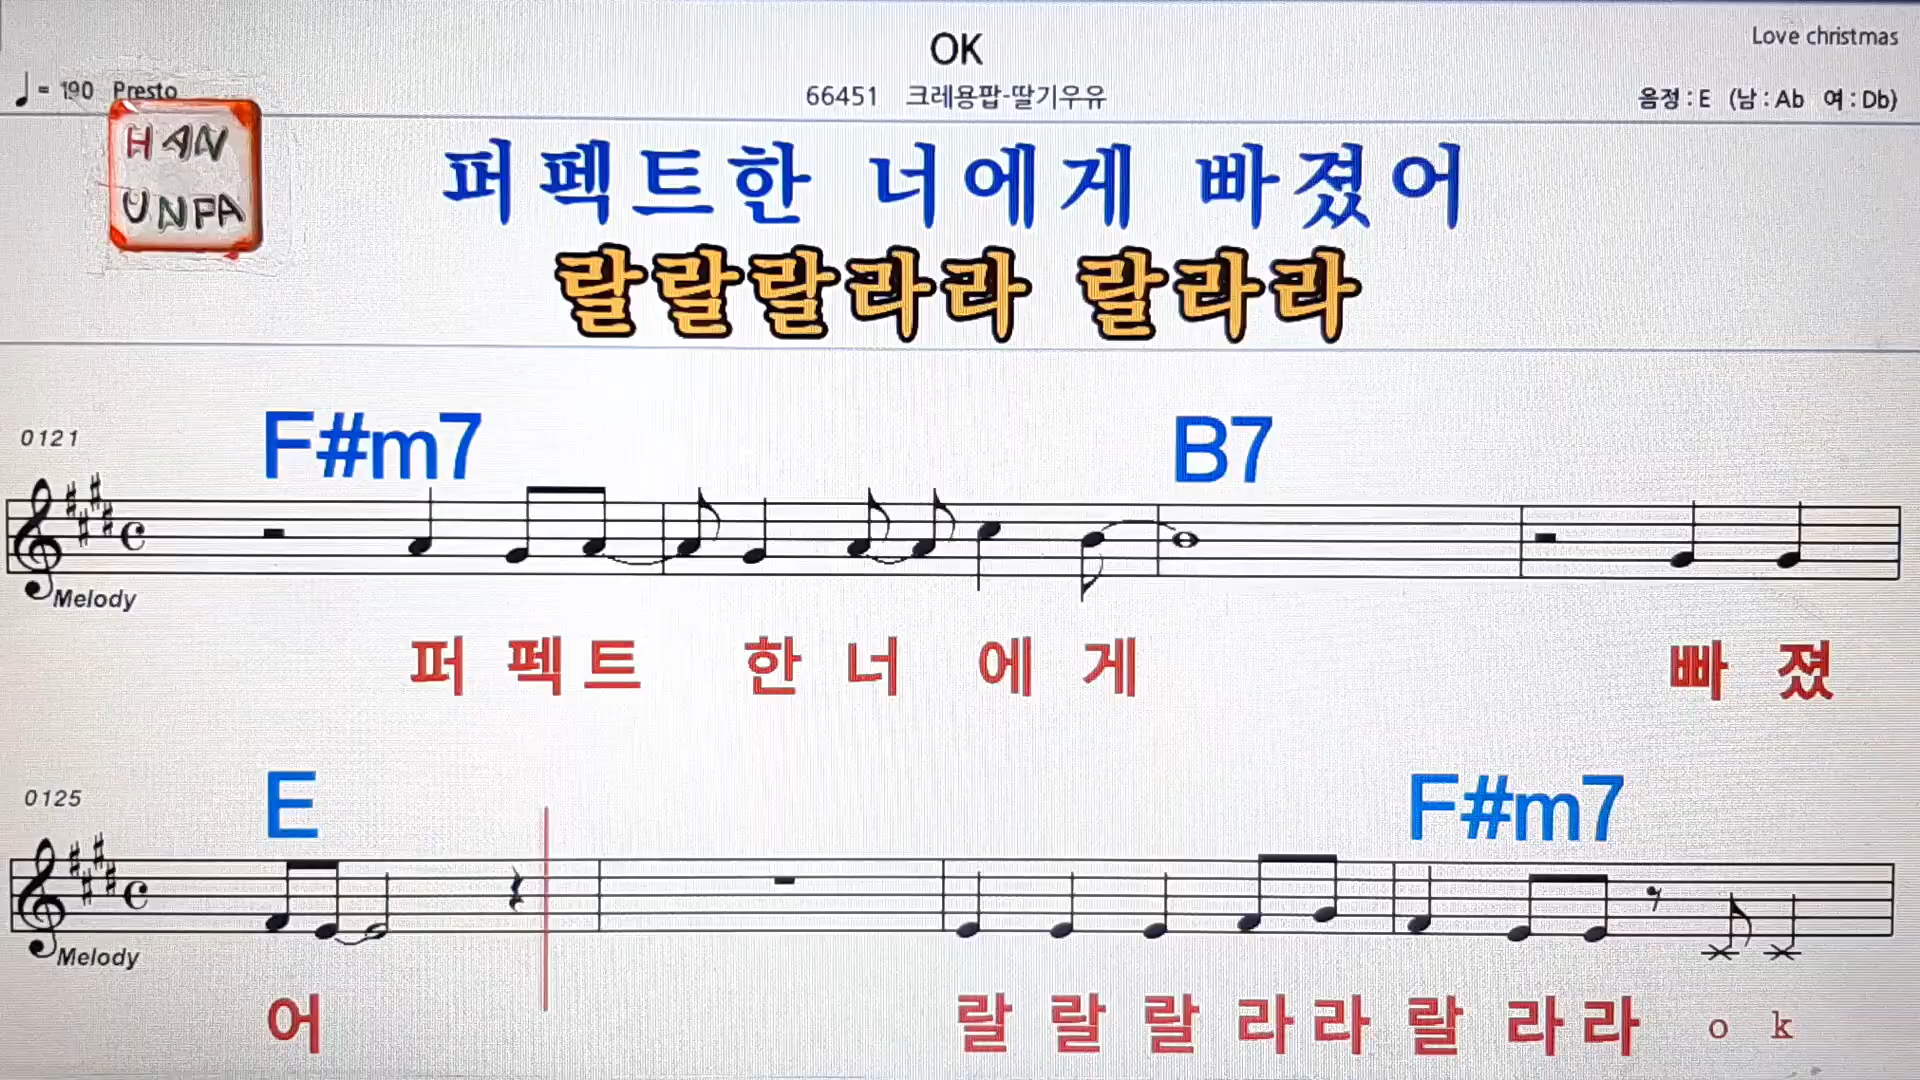 OK
Love christmas
♩= 190 Presto
66451 크레용팝-딸기우유
음정 : E (남 : Ab 여 : Db)
HAN
UNFA
퍼펙트한 너에게 빠졌어
랄랄랄라라 랄라라
0121
F#m7 B7
Melody
퍼 펙 트 한 너 에 게 빠 졌
0125
E F#m7
Melody
어 랄 랄 랄 라 라 랄 라 라 o k